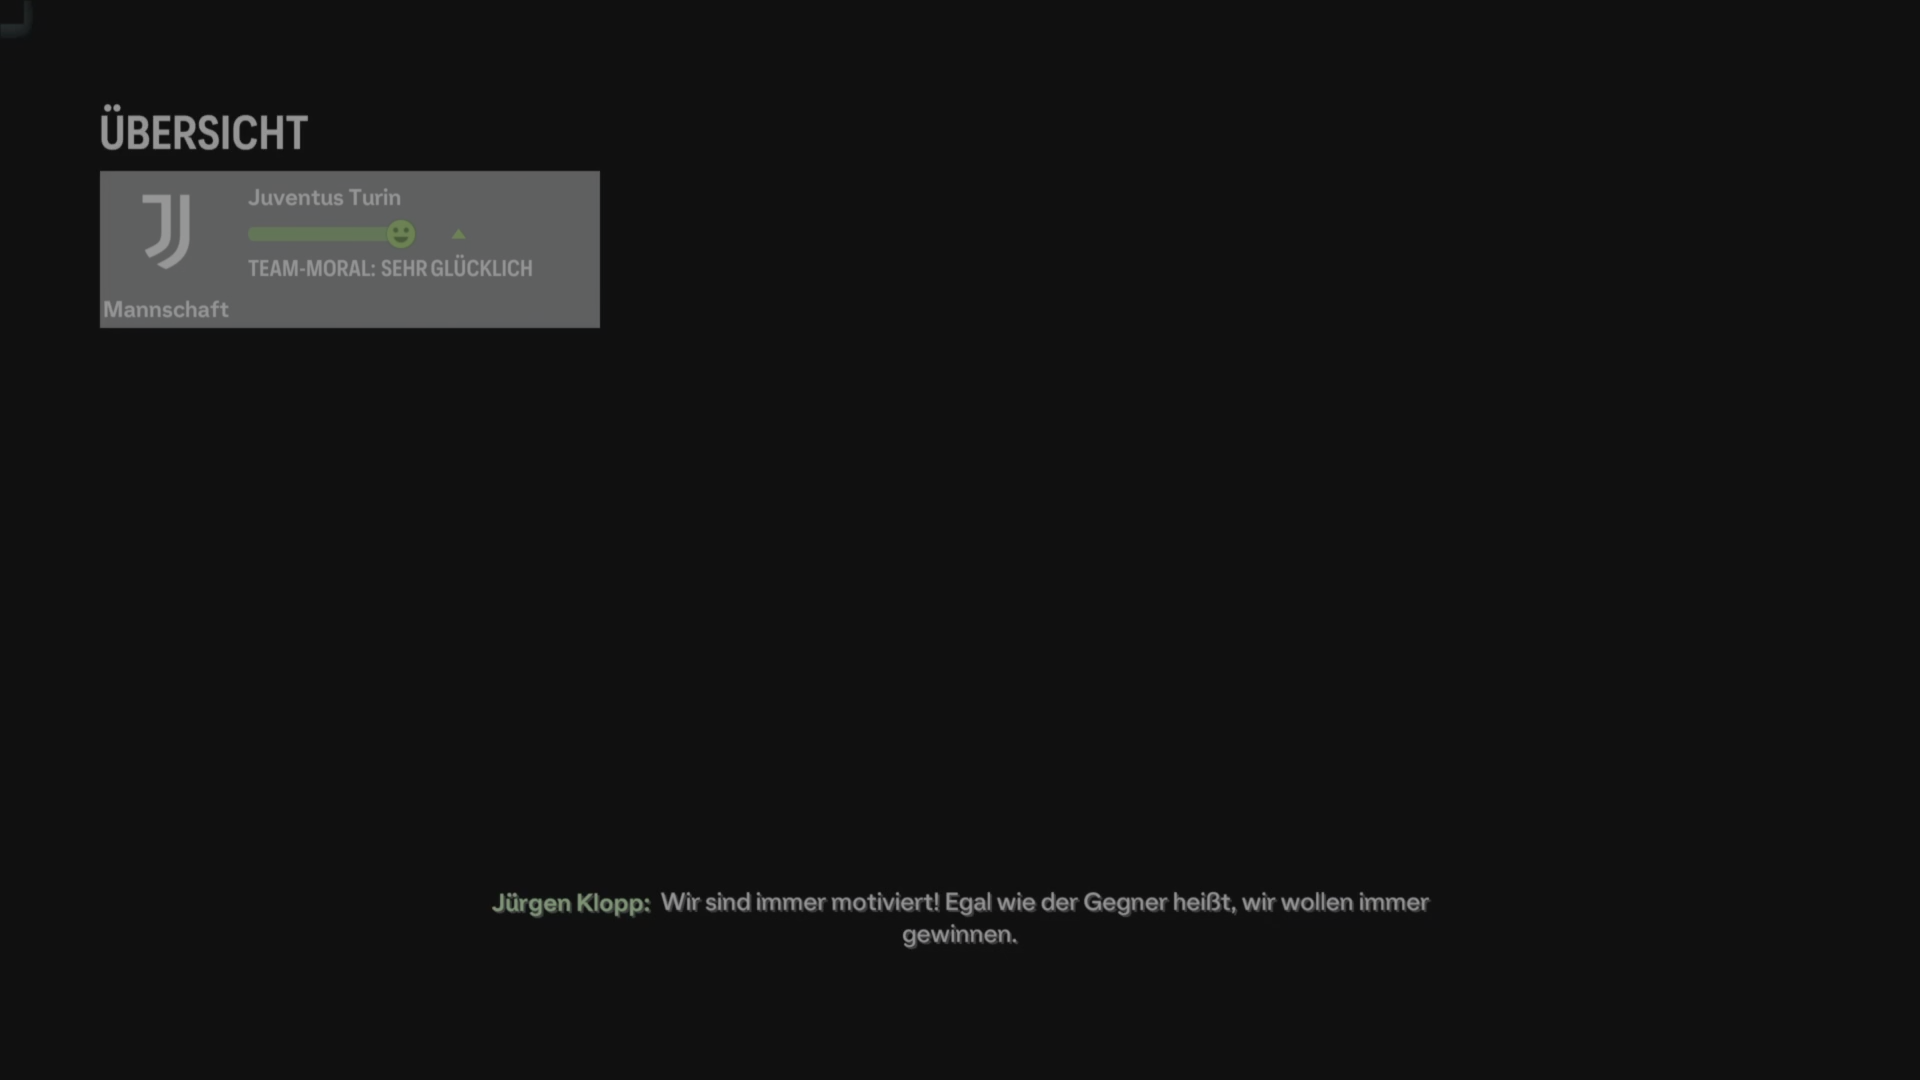 ÜBERSICHT
Juventus Turin
TEAM-MORAL: SEHR GLÜCKLICH
Mannschaft
Jürgen Klopp: Wir sind immer motiviert! Egal wie der Gegner heißt, wir wollen immer
gewinnen.